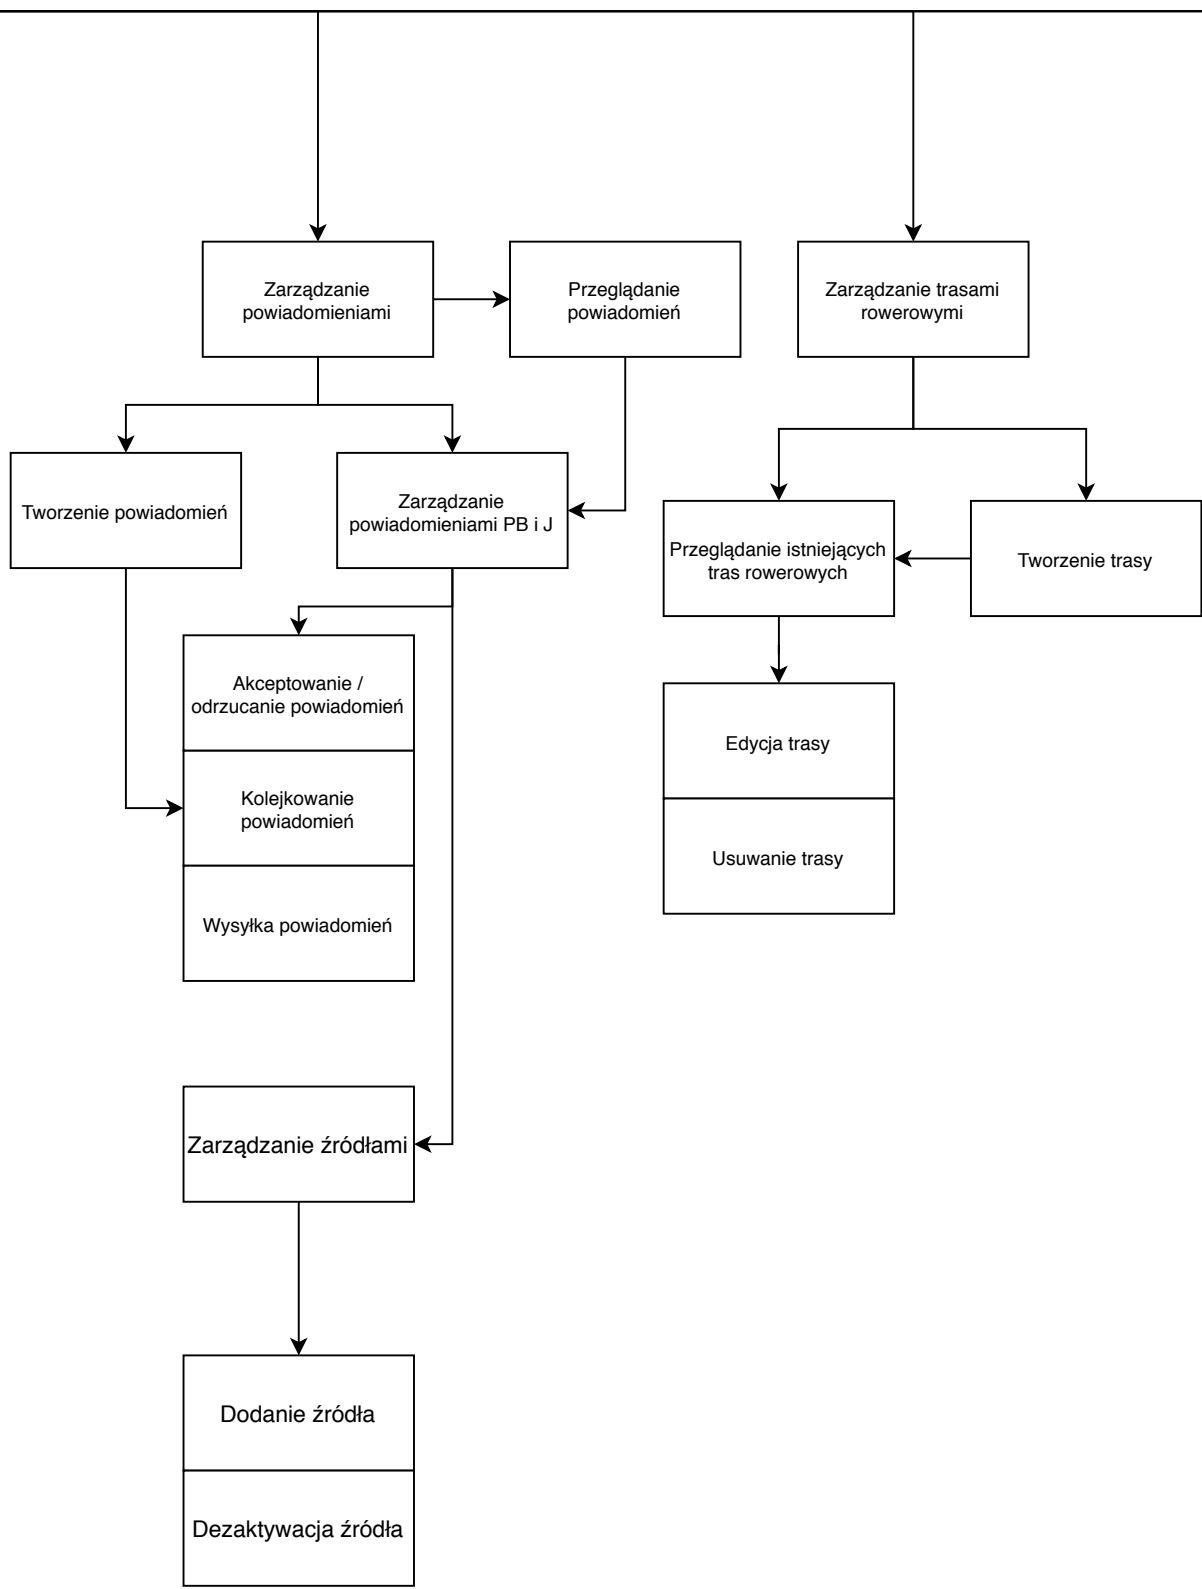 Zarządzanie
powiadomieniami
Przeglądanie
powiadomień
Zarządzanie trasami
rowerowymi
Tworzenie powiadomień
Zarządzanie
powiadomieniami PB i J
Przeglądanie istniejących
tras rowerowych
Tworzenie trasy
Akceptowanie /
odrzucanie powiadomień
Edycja trasy
Kolejkowanie
powiadomień
Usuwanie trasy
Wysyłka powiadomień
Zarządzanie źródłami
Dodanie źródła
Dezaktywacja źródła